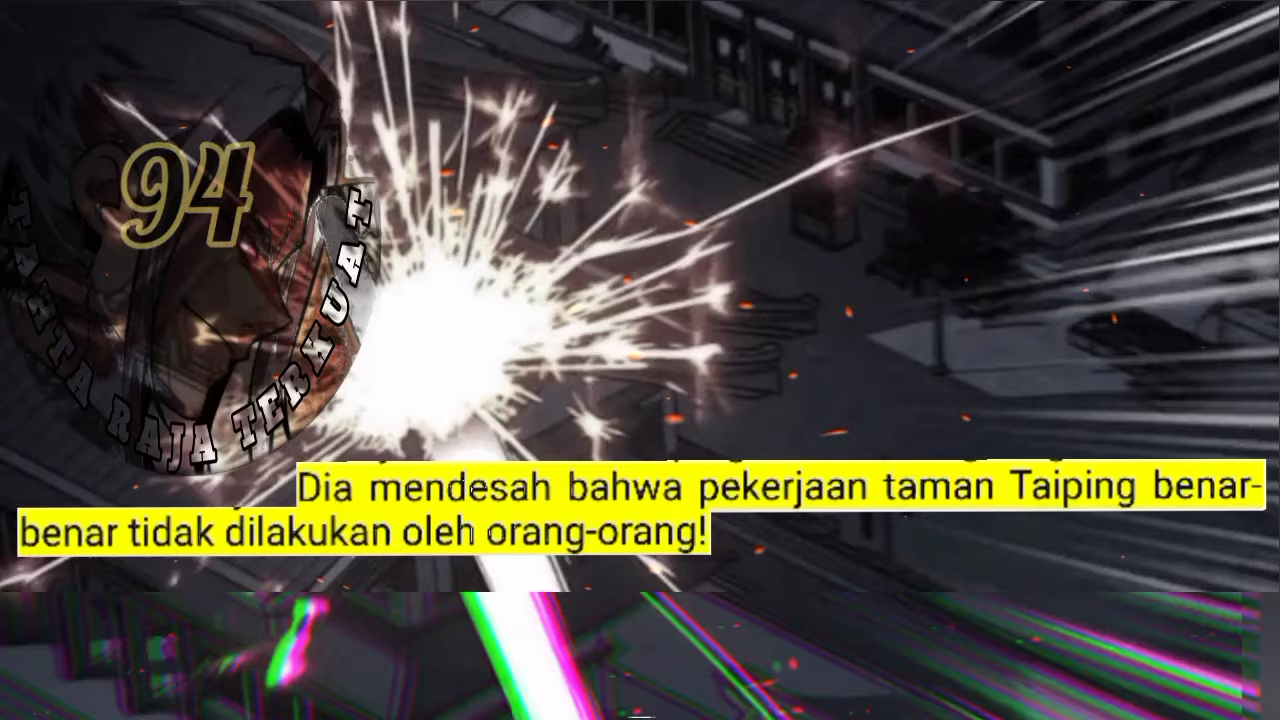 94
TAHTA RAJA TERKUAT
Dia mendesah bahwa pekerjaan taman Taiping benar-
benar tidak dilakukan oleh orang-orang!